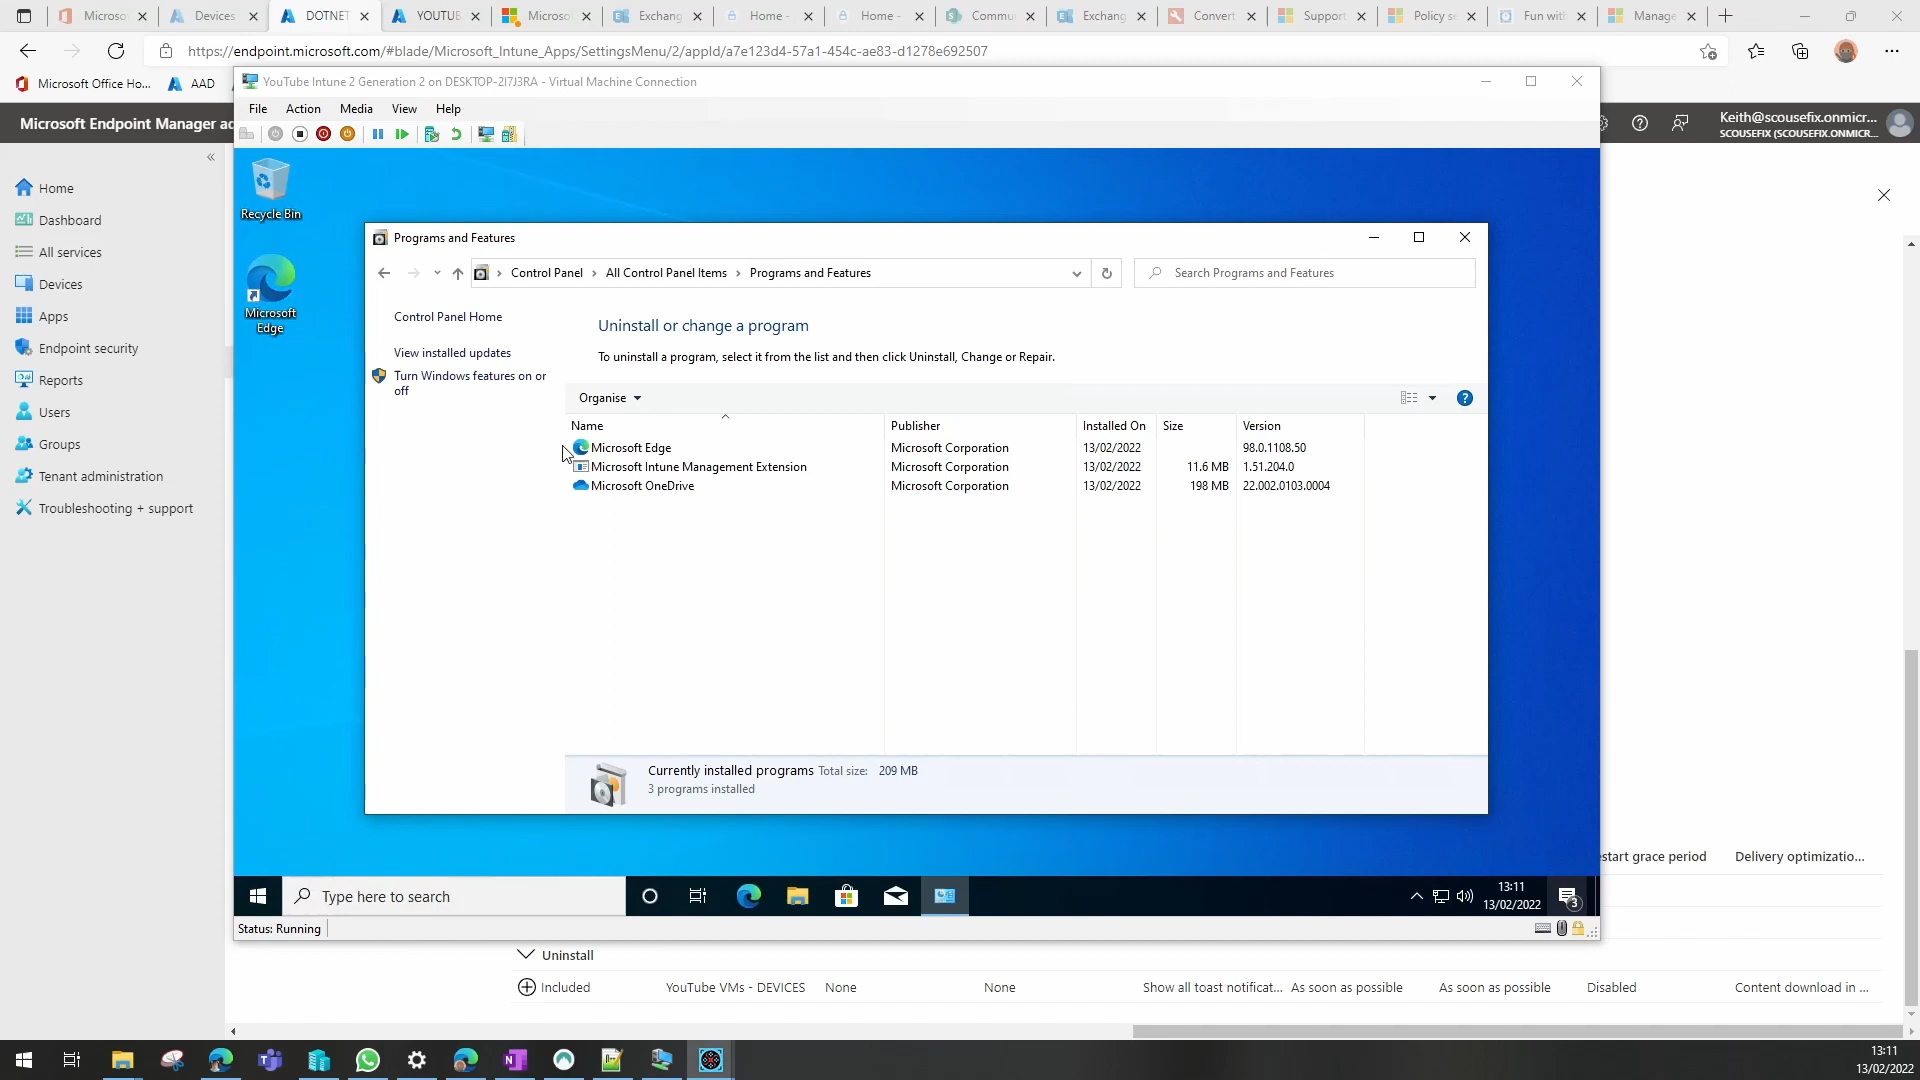 Microso
Devices
DOTNET
YOUTUB
Microso
Exchang
Home -
Home -
Commu
Exchang
Convert
Support
Policy se
Fun with
Manage
https://endpoint.microsoft.com/#blade/Microsoft_Intune_Apps/SettingsMenu/2/appId/a7e123d4-57a1-454c-ae83-d1278e692507
Microsoft Office Ho...
AAD
YouTube Intune 2 Generation 2 on DESKTOP-2I7J3RA - Virtual Machine Connection
File Action Media View Help
Microsoft Endpoint Manager ad
Keith@scousefix.onmicr...
SCOUSEFIX (SCOUSEFIX.ONMICR...
Home
Dashboard
All services
Devices
Apps
Endpoint security
Reports
Users
Groups
Tenant administration
Troubleshooting + support
Recycle Bin
Microsoft
Edge
Programs and Features
Control Panel > All Control Panel Items > Programs and Features
Search Programs and Features
Control Panel Home
View installed updates
Turn Windows features on or
off
Uninstall or change a program
To uninstall a program, select it from the list and then click Uninstall, Change or Repair.
Organise
Name Publisher Installed On Size Version
Microsoft Edge Microsoft Corporation 13/02/2022 98.0.1108.50
Microsoft Intune Management Extension Microsoft Corporation 13/02/2022 11.6 MB 1.51.204.0
Microsoft OneDrive Microsoft Corporation 13/02/2022 198 MB 22.002.0103.0004
Currently installed programs Total size: 209 MB
3 programs installed
estart grace period Delivery optimizatio...
Type here to search
13:11
13/02/2022
3
Status: Running
Uninstall
Included YouTube VMs - DEVICES None None Show all toast notificat... As soon as possible As soon as possible Disabled Content download in ...
13:11
13/02/2022